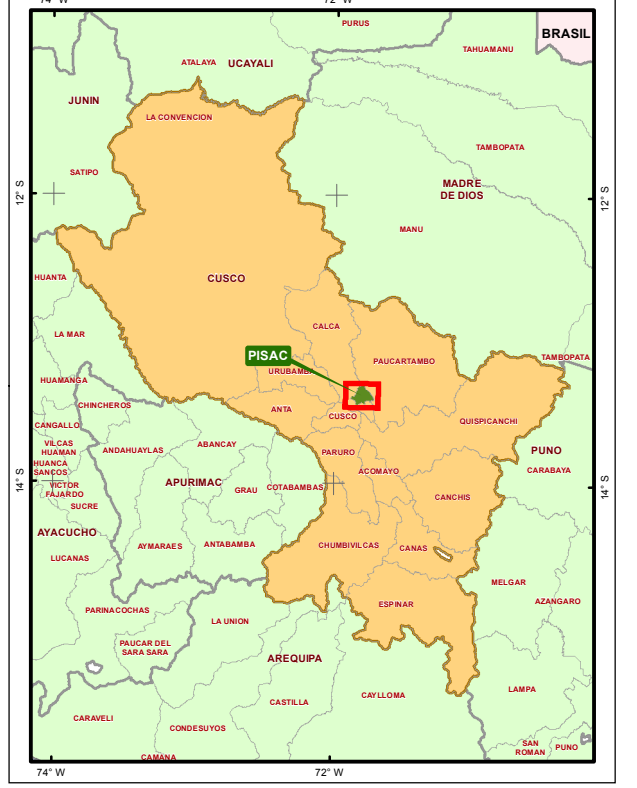 74° W
72° W
PURUS
BRASIL
TAHUAMANU
ATALAYA
UCAYALI
JUNIN
LA CONVENCION
TAMBOPATA
SATIPO
MADRE
DE DIOS
12° S
12° S
MANU
HUANTA
CUSCO
CALCA
LA MAR
PISAC
PAUCARTAMBO
TAMBOPATA
URUBAMBA
HUAMANGA
CHINCHEROS
ANTA
CUSCO
QUISPICANCHI
CANGALLO
VILCAS
HUAMAN
ANDAHUAYLAS
ABANCAY
PARURO
PUNO
HUANCA
SANCOS
ACOMAYO
CARABAYA
14° S
14° S
APURIMAC
GRAU
COTABAMBAS
VICTOR
FAJARDO
CANCHIS
SUCRE
AYACUCHO
AYMARAES
ANTABAMBA
CHUMBIVILCAS
CANAS
LUCANAS
MELGAR
PARINACOCHAS
ESPINAR
AZANGARO
LA UNION
PAUCAR DEL
SARA SARA
AREQUIPA
CASTILLA
CAYLLOMA
LAMPA
CARAVELI
CONDESUYOS
SAN
ROMAN
PUNO
CAMANA
74° W
72° W